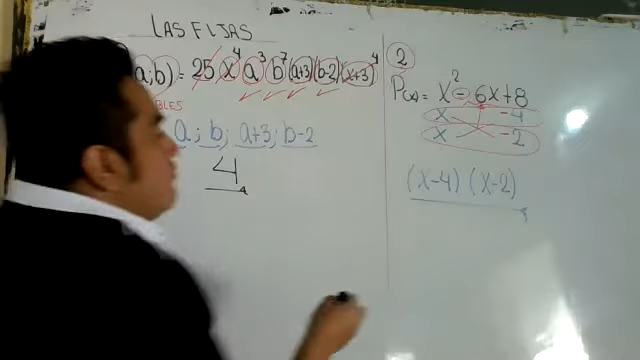 LAS FIJAS
a;b) = 25 x⁴ a³ b⁷ (a+3) (b-2) (x+3)⁴
BLES
a; b; a+3; b-2
4
2
P(x) = x² - 6x + 8
x -4
x -2
(x-4) (x-2)